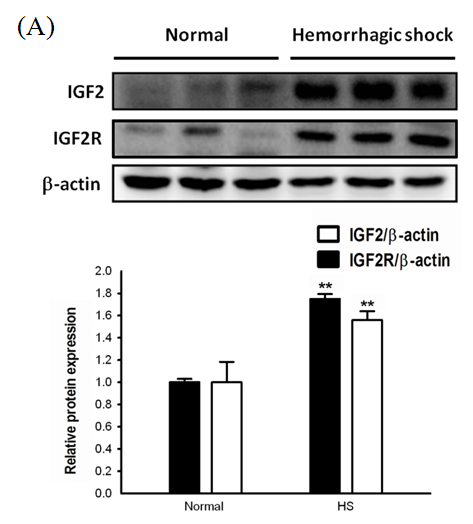 (A)
Normal Hemorrhagic shock
IGF2
IGF2R
β-actin
IGF2/β-actin
IGF2R/β-actin
Relative protein expression
2.0
1.8
1.6
1.4
1.2
1.0
0.8
0.6
0.4
0.2
0.0
** **
Normal HS